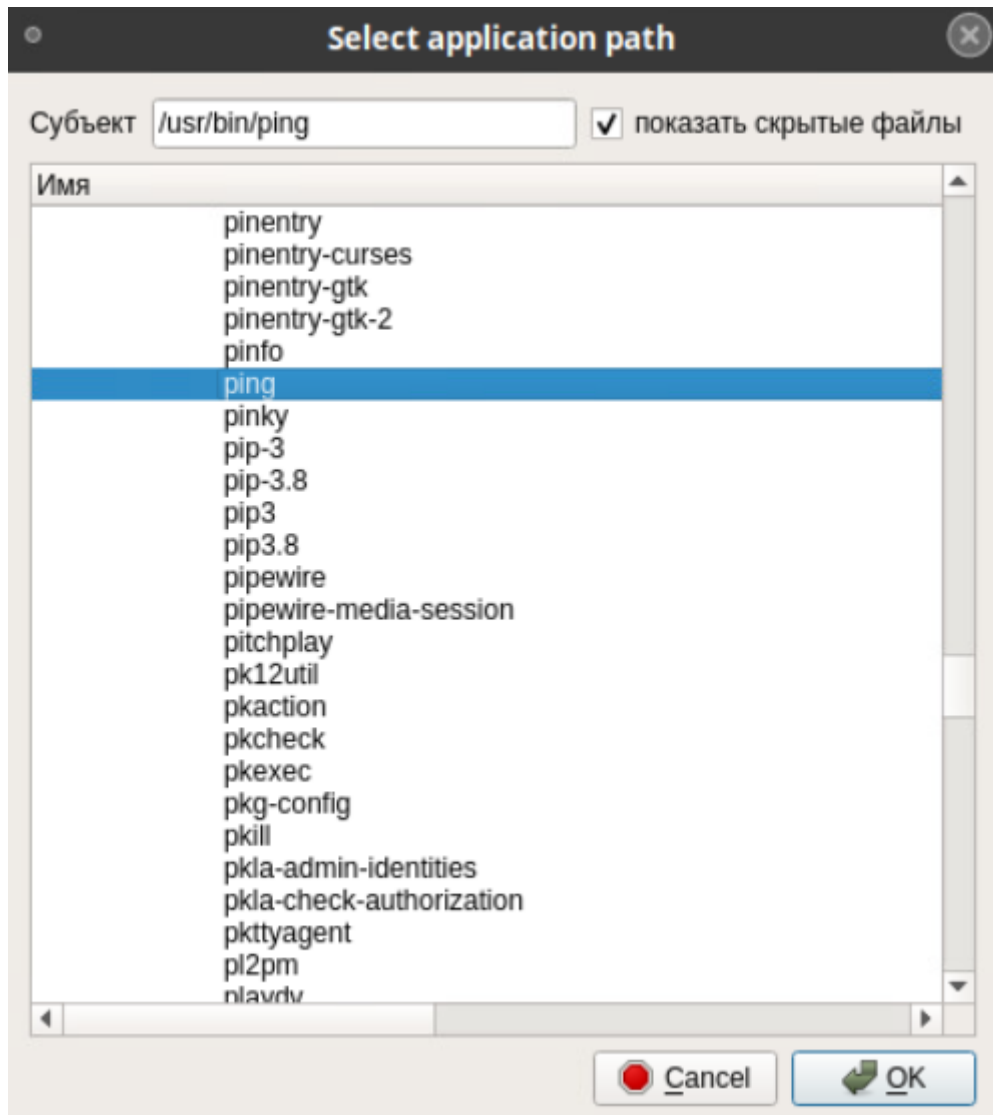 Select application path
Субъект /usr/bin/ping показать скрытые файлы
Имя
pinentry
pinentry-curses
pinentry-gtk
pinentry-gtk-2
pinfo
ping
pinky
pip-3
pip-3.8
pip3
pip3.8
pipewire
pipewire-media-session
pitchplay
pk12util
pkaction
pkcheck
pkexec
pkg-config
pkill
pkla-admin-identities
pkla-check-authorization
pkttyagent
pl2pm
playdv
Cancel OK